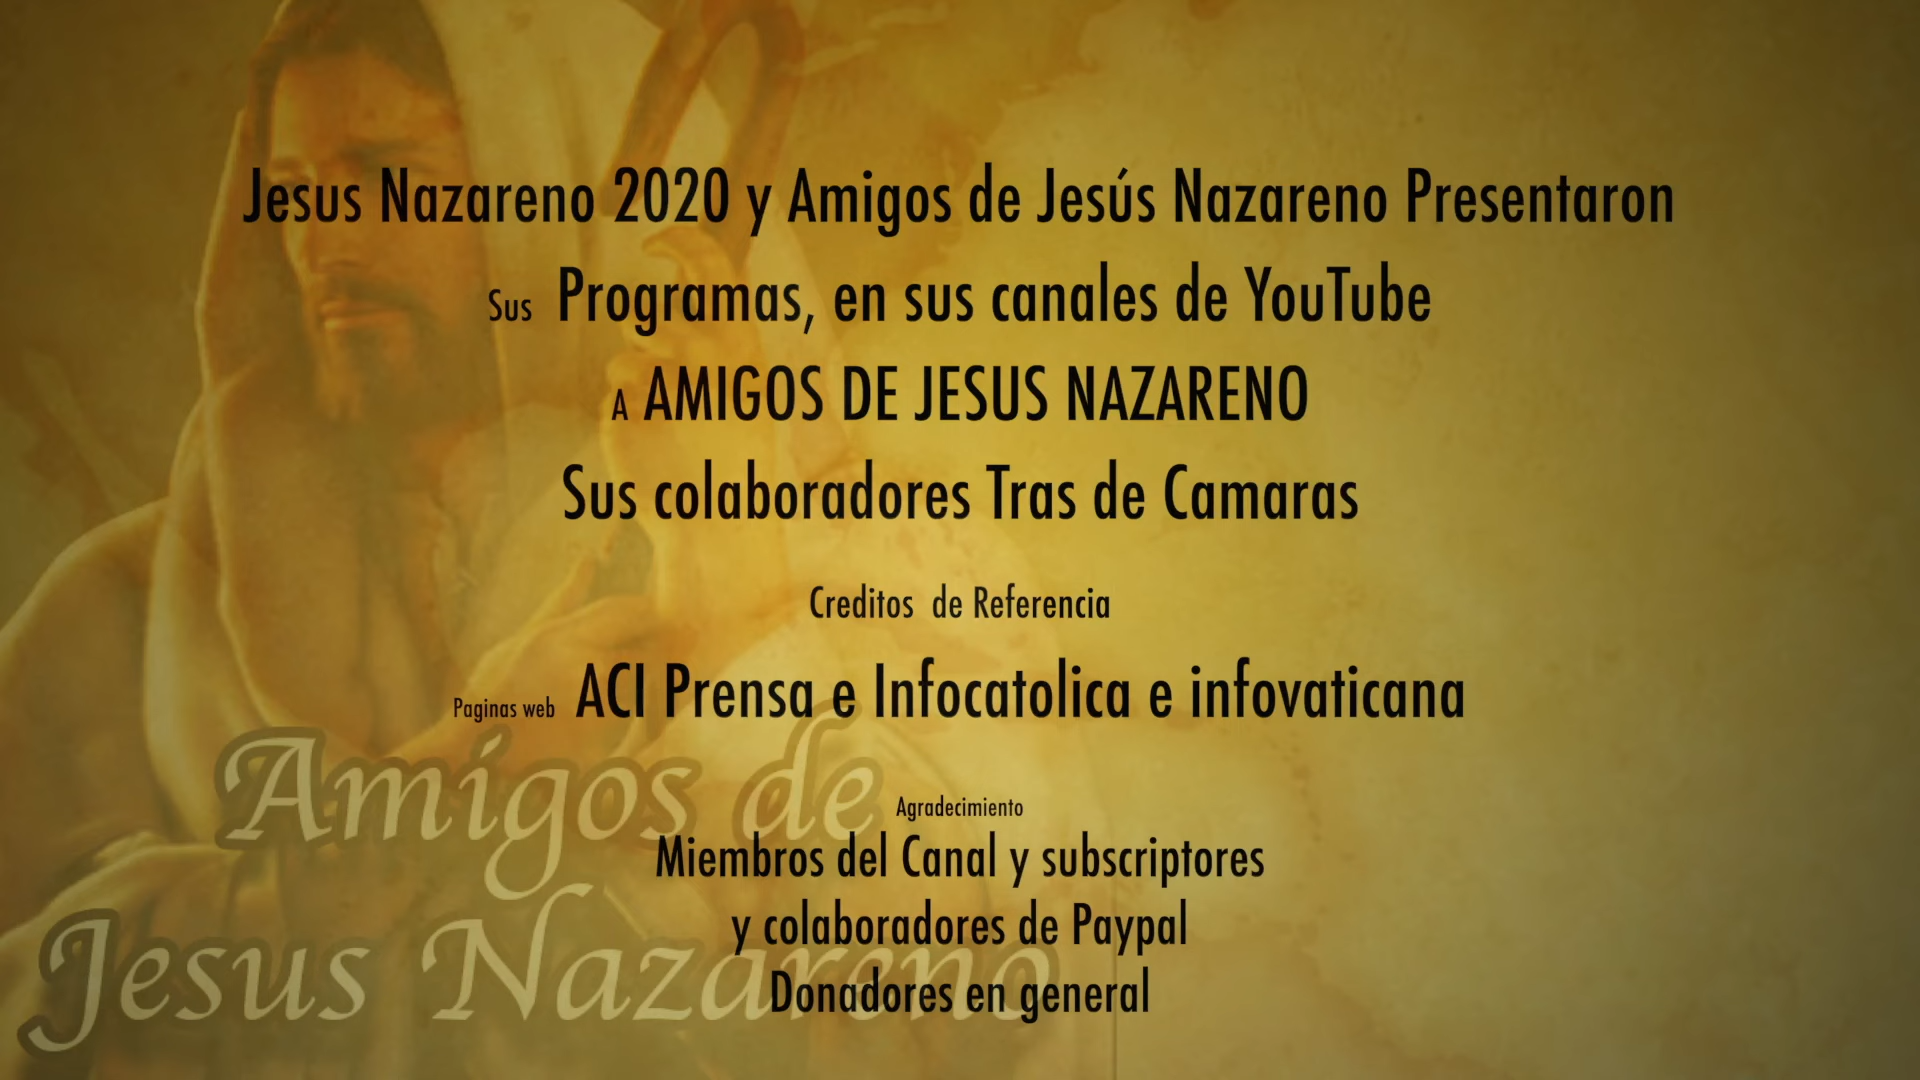 Jesus Nazareno 2020 y Amigos de Jesús Nazareno Presentaron
Sus Programas, en sus canales de YouTube
A AMIGOS DE JESUS NAZARENO
Sus colaboradores Tras de Camaras
Creditos de Referencia
Paginas web ACI Prensa e Infocatolica e infovaticana
Agradecimiento
Miembros del Canal y subscriptores
y colaboradores de Paypal
Donadores en general
Amigos de
Jesus Nazareno